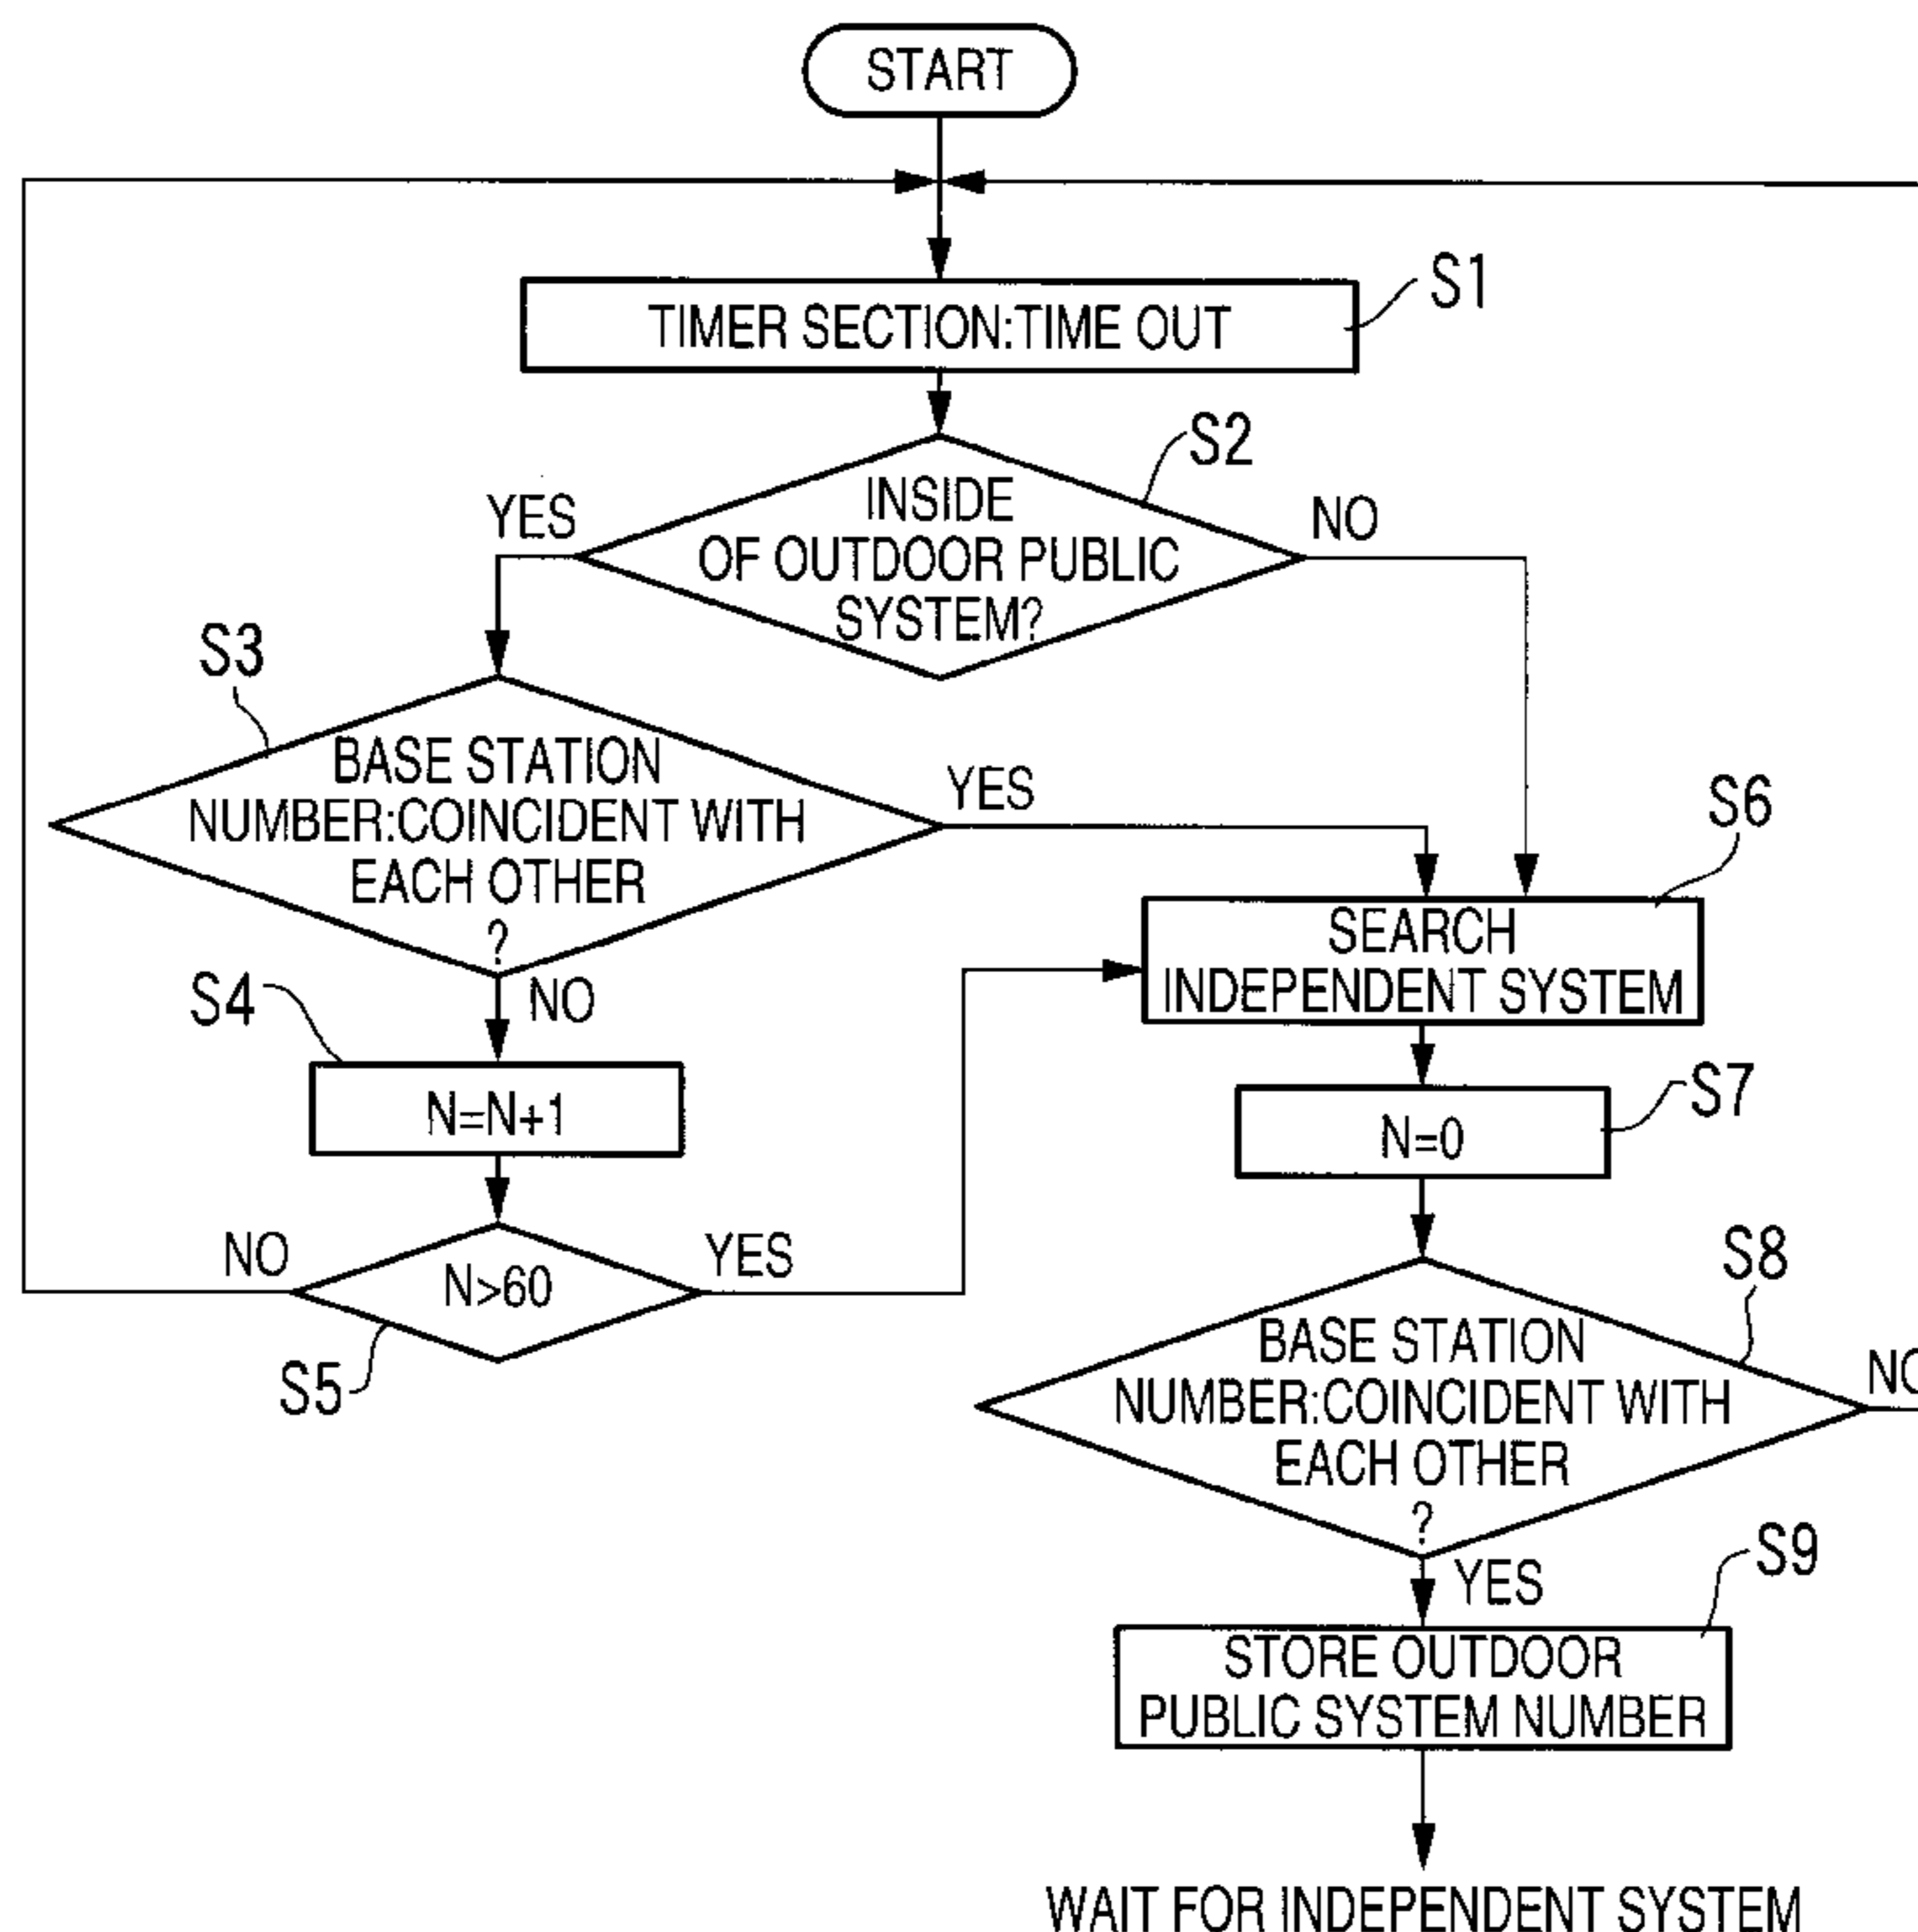 START
S1
TIMER SECTION:TIME OUT
S2
YES
INSIDE
OF OUTDOOR PUBLIC
SYSTEM?
NO
S3
BASE STATION
NUMBER:COINCIDENT WITH
EACH OTHER
?
YES
NO
S6
SEARCH
INDEPENDENT SYSTEM
S4
N=N+1
S7
N=0
NO
N>60
YES
S5
S8
BASE STATION
NUMBER:COINCIDENT WITH
EACH OTHER
?
NO
YES
S9
STORE OUTDOOR
PUBLIC SYSTEM NUMBER
WAIT FOR INDEPENDENT SYSTEM